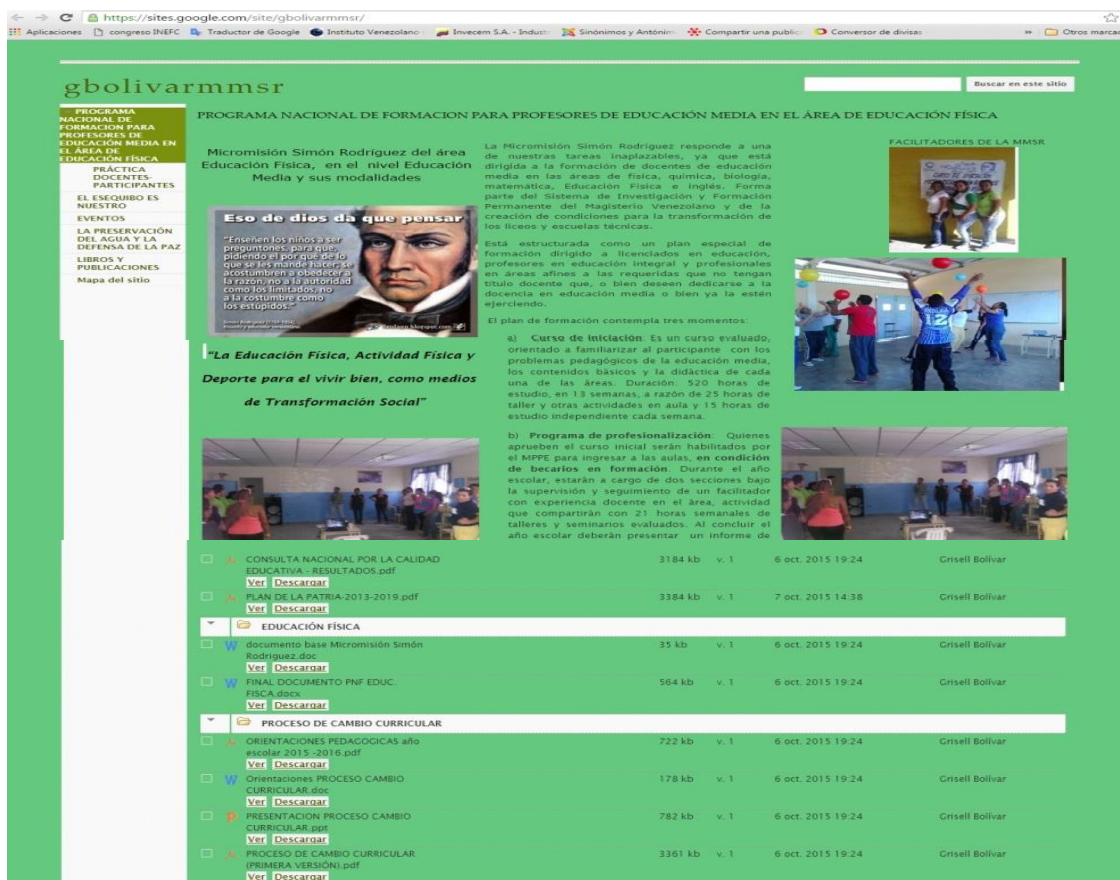 https://sites.google.com/site/gbolivarmmsr/
Aplicaciones congreso INEFC Traductor de Google Instituto Venezolano Invecem S.A. - Indust Sinónimos y Antónim Compartir una public Conversor de divisas » Otros marca
gbolivarmmsr
Buscar en este sitio
PROGRAMA
NACIONAL DE
FORMACION PARA
PROFESORES DE
EDUCACIÓN MEDIA EN
EL ÁREA DE
EDUCACIÓN FÍSICA
PRÁCTICA
DOCENTES-
PARTICIPANTES
EL ESEQUIBO ES
NUESTRO
EVENTOS
LA PRESERVACIÓN
DEL AGUA Y LA
DEFENSA DE LA PAZ
LIBROS Y
PUBLICACIONES
Mapa del sitio
PROGRAMA NACIONAL DE FORMACION PARA PROFESORES DE EDUCACIÓN MEDIA EN EL ÁREA DE EDUCACIÓN FÍSICA
Micromisión Simón Rodríguez del área
Educación Física, en el nivel Educación
Media y sus modalidades
Eso de dios da que pensar
"Enseñen los niños a ser
preguntones, para que,
pidiendo el por qué de lo
que se les mande hacer, se
acostumbren a obedecer a
la razón, no a la autoridad
como los limitados, no
a la costumbre como
los estúpidos."
"La Educación Física, Actividad Física y
Deporte para el vivir bien, como medios
de Transformación Social"
La Micromisión Simón Rodríguez responde a una
de nuestras tareas inaplazables, ya que está
dirigida a la formación de docentes de educación
media en las áreas de física, química, biología,
matemática, Educación Física e inglés. Forma
parte del Sistema de Investigación y Formación
Permanente del Magisterio Venezolano y de la
creación de condiciones para la transformación de
los liceos y escuelas técnicas.
Está estructurada como un plan especial de
formación dirigido a licenciados en educación,
profesores en educación integral y profesionales
en áreas afines a las requeridas que no tengan
título docente que, o bien deseen dedicarse a la
docencia en educación media o bien ya la estén
ejerciendo.
El plan de formación contempla tres momentos:
a) Curso de iniciación: Es un curso evaluado,
orientado a familiarizar al participante con los
problemas pedagógicos de la educación media,
los contenidos básicos y la didáctica de cada
una de las áreas. Duración: 520 horas de
estudio, en 13 semanas, a razón de 25 horas de
taller y otras actividades en aula y 15 horas de
estudio independiente cada semana.
b) Programa de profesionalización: Quienes
aprueben el curso inicial serán habilitados por
el MPPE para ingresar a las aulas, en condición
de becarios en formación. Durante el año
escolar, estarán a cargo de dos secciones bajo
la supervisión y seguimiento de un facilitador
con experiencia docente en el área, actividad
que compartirán con 21 horas semanales de
talleres y seminarios evaluados. Al concluir el
año escolar deberán presentar un informe de
FACILITADORES DE LA MMSR
12
CONSULTA NACIONAL POR LA CALIDAD 3184 kb v. 1 6 oct. 2015 19:24 Grisell Bolívar
EDUCATIVA - RESULTADOS.pdf
Ver Descargar
PLAN DE LA PATRIA-2013-2019.pdf 3384 kb v. 1 7 oct. 2015 14:38 Grisell Bolívar
Ver Descargar
EDUCACIÓN FÍSICA
documento base Micromisión Simón 35 kb v. 1 6 oct. 2015 19:24 Grisell Bolívar
Rodriguez.doc
Ver Descargar
FINAL DOCUMENTO PNF EDUC. 564 kb v. 1 6 oct. 2015 19:24 Grisell Bolívar
FISCA.docx
Ver Descargar
PROCESO DE CAMBIO CURRICULAR
ORIENTACIONES PEDAGOGICAS año 722 kb v. 1 6 oct. 2015 19:24 Grisell Bolívar
escolar 2015 -2016.pdf
Ver Descargar
Orientaciones PROCESO CAMBIO 178 kb v. 1 6 oct. 2015 19:24 Grisell Bolívar
CURRICULAR.doc
Ver Descargar
PRESENTACION PROCESO CAMBIO 782 kb v. 1 6 oct. 2015 19:24 Grisell Bolívar
CURRICULAR.ppt
Ver Descargar
PROCESO DE CAMBIO CURRICULAR 3361 kb v. 1 6 oct. 2015 19:24 Grisell Bolívar
(PRIMERA VERSIÓN).pdf
Ver Descargar